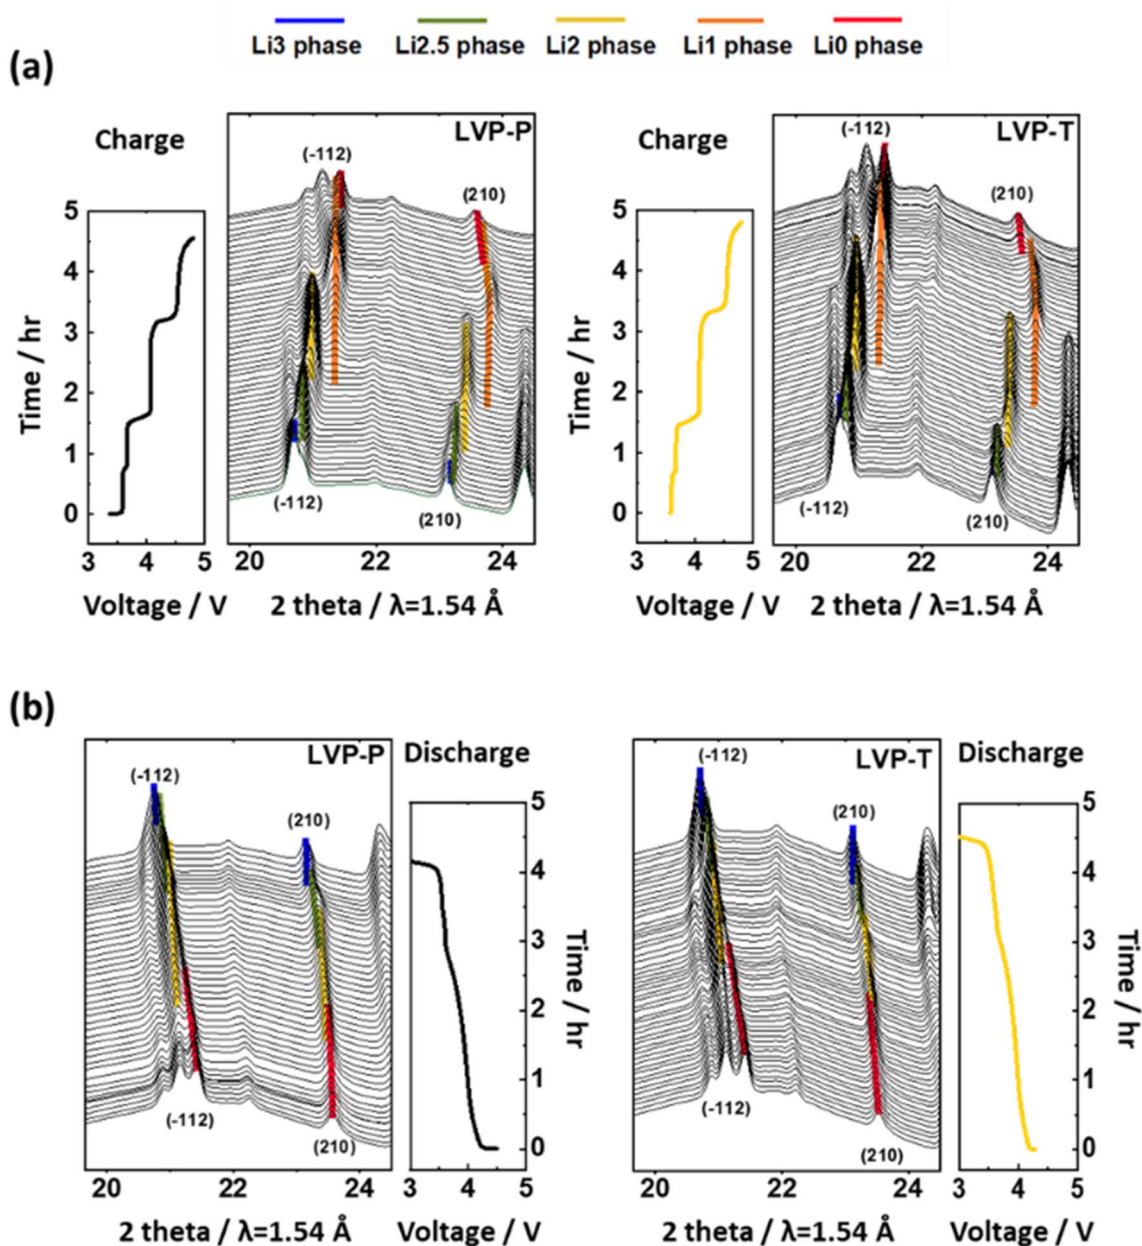 Li3 phase Li2.5 phase Li2 phase Li1 phase Li0 phase
(a)
Charge
5
4
3
2
1
0
Time / hr
3 4 5
Voltage / V
LVP-P
(-112)
(210)
(-112)
(210)
20 22 24
2 theta / λ=1.54 Å
Charge
5
4
3
2
1
0
Time / hr
3 4 5
Voltage / V
LVP-T
(-112)
(210)
(-112)
(210)
20 22 24
2 theta / λ=1.54 Å
(b)
LVP-P
(-112)
(210)
(-112)
(210)
20 22 24
2 theta / λ=1.54 Å
Discharge
5
4
3
2
1
0
Time / hr
3 4 5
Voltage / V
LVP-T
(-112)
(210)
(-112)
(210)
20 22 24
2 theta / λ=1.54 Å
Discharge
5
4
3
2
1
0
Time / hr
3 4 5
Voltage / V